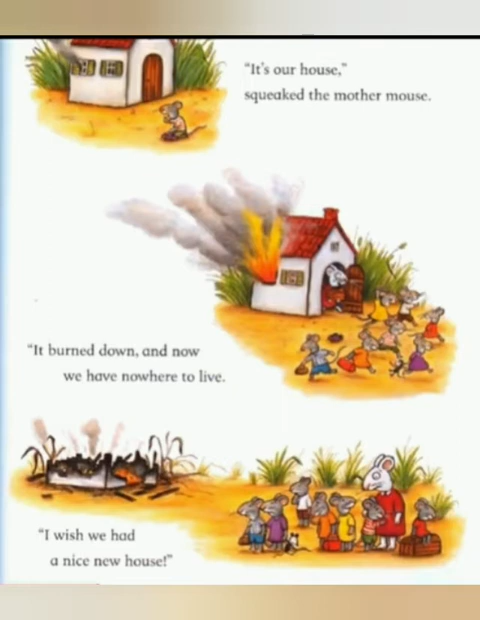 “It's our house,”
squeaked the mother mouse.
“It burned down, and now
we have nowhere to live.
“I wish we had
a nice new house!”